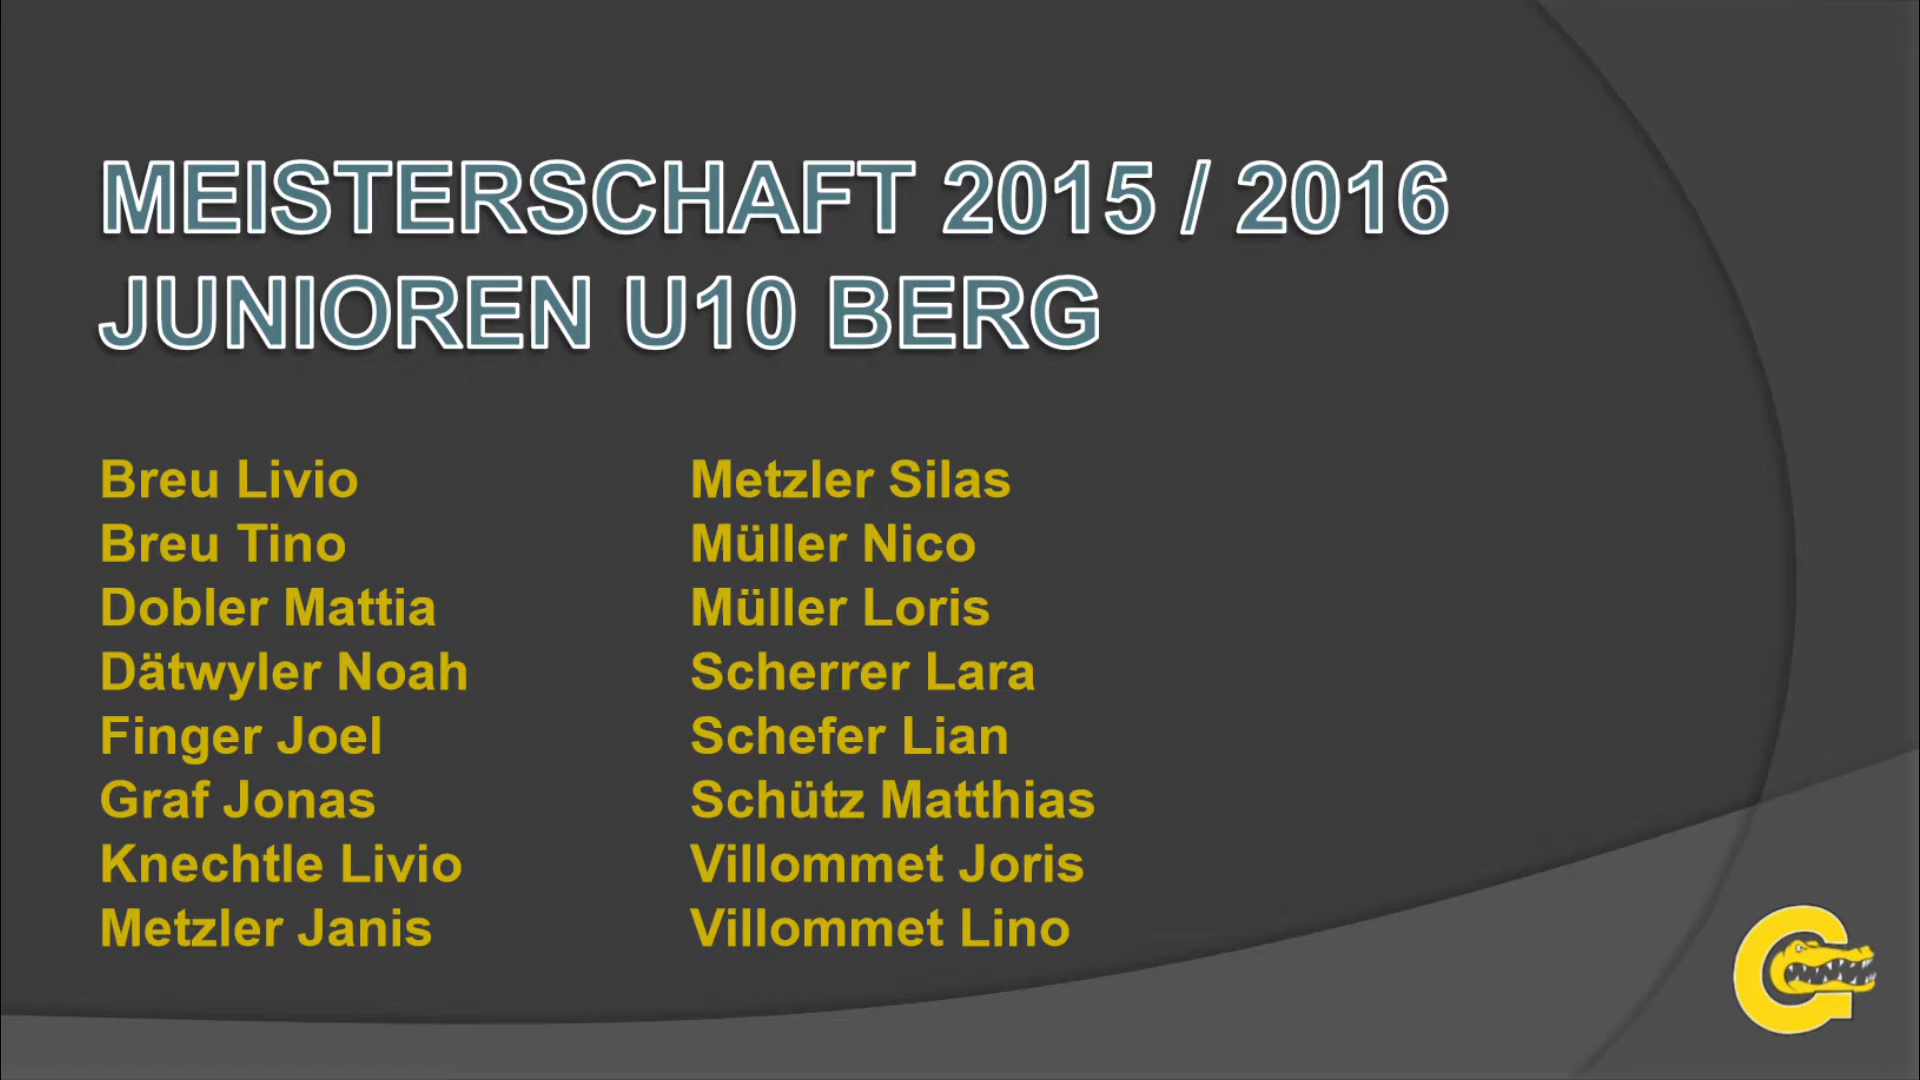 MEISTERSCHAFT 2015 / 2016
JUNIOREN U10 BERG
Breu Livio
Breu Tino
Dobler Mattia
Dätwyler Noah
Finger Joel
Graf Jonas
Knechtle Livio
Metzler Janis
Metzler Silas
Müller Nico
Müller Loris
Scherrer Lara
Schefer Lian
Schütz Matthias
Villommet Joris
Villommet Lino
G